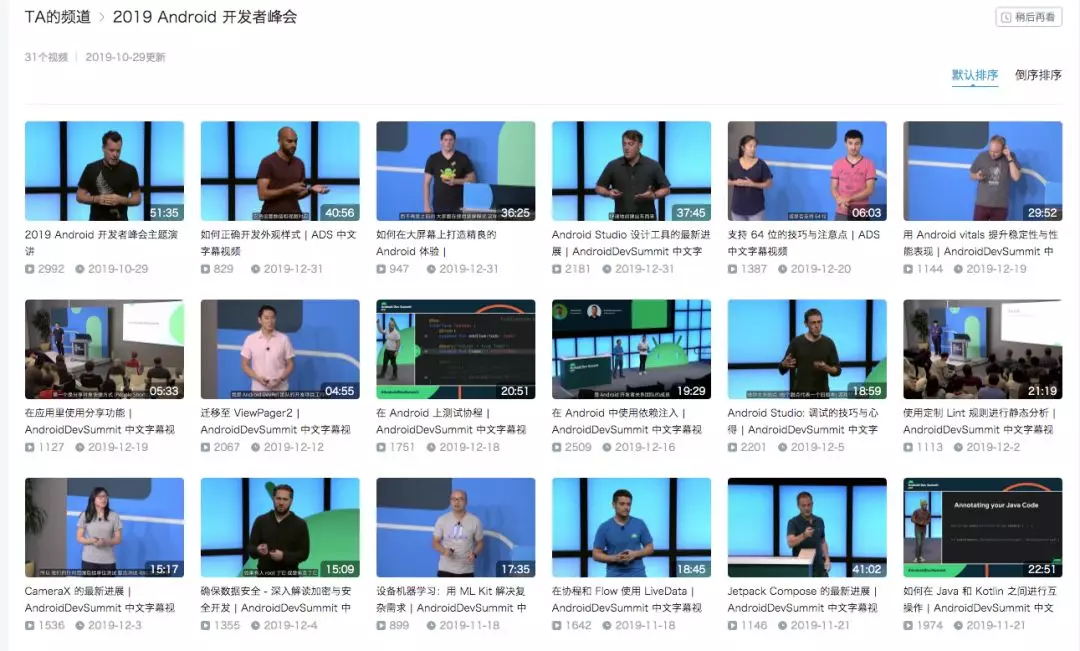 TA的频道 > 2019 Android 开发者峰会
稍后再看
31个视频 | 2019-10-29更新
默认排序 倒序排序
51:35
40:56
36:25
37:45
06:03
29:52
2019 Android 开发者峰会主题演
讲
2992 2019-10-29
如何正确开发外观样式 | ADS 中文
字幕视频
829 2019-12-31
如何在大屏幕上打造精良的
Android 体验 |
947 2019-12-31
Android Studio 设计工具的最新进
展 | AndroidDevSummit 中文字
2181 2019-12-31
支持 64 位的技巧与注意点 | ADS
中文字幕视频
1387 2019-12-20
用 Android vitals 提升稳定性与性
能表现 | AndroidDevSummit 中
1144 2019-12-19
05:33
04:55
20:51
19:29
18:59
21:19
在应用里使用分享功能 |
AndroidDevSummit 中文字幕视
1127 2019-12-19
迁移至 ViewPager2 |
AndroidDevSummit 中文字幕视
2067 2019-12-12
在 Android 上测试协程 |
AndroidDevSummit 中文字幕视
1751 2019-12-18
在 Android 中使用依赖注入 |
AndroidDevSummit 中文字幕视
2509 2019-12-16
Android Studio: 调试的技巧与心
得 | AndroidDevSummit 中文字
2201 2019-12-5
使用定制 Lint 规则进行静态分析 |
AndroidDevSummit 中文字幕视
1113 2019-12-2
15:17
15:09
17:35
18:45
41:02
Annotating your Java Code
22:51
CameraX 的最新进展 |
AndroidDevSummit 中文字幕视
1536 2019-12-3
确保数据安全 - 深入解读加密与安
全开发 | AndroidDevSummit 中
1355 2019-12-4
设备机器学习：用 ML Kit 解决复
杂需求 | AndroidDevSummit 中
899 2019-11-18
在协程和 Flow 使用 LiveData |
AndroidDevSummit 中文字幕视
1642 2019-11-18
Jetpack Compose 的最新进展 |
AndroidDevSummit 中文字幕视
1146 2019-11-21
如何在 Java 和 Kotlin 之间进行互
操作 | AndroidDevSummit 中文
1974 2019-11-21